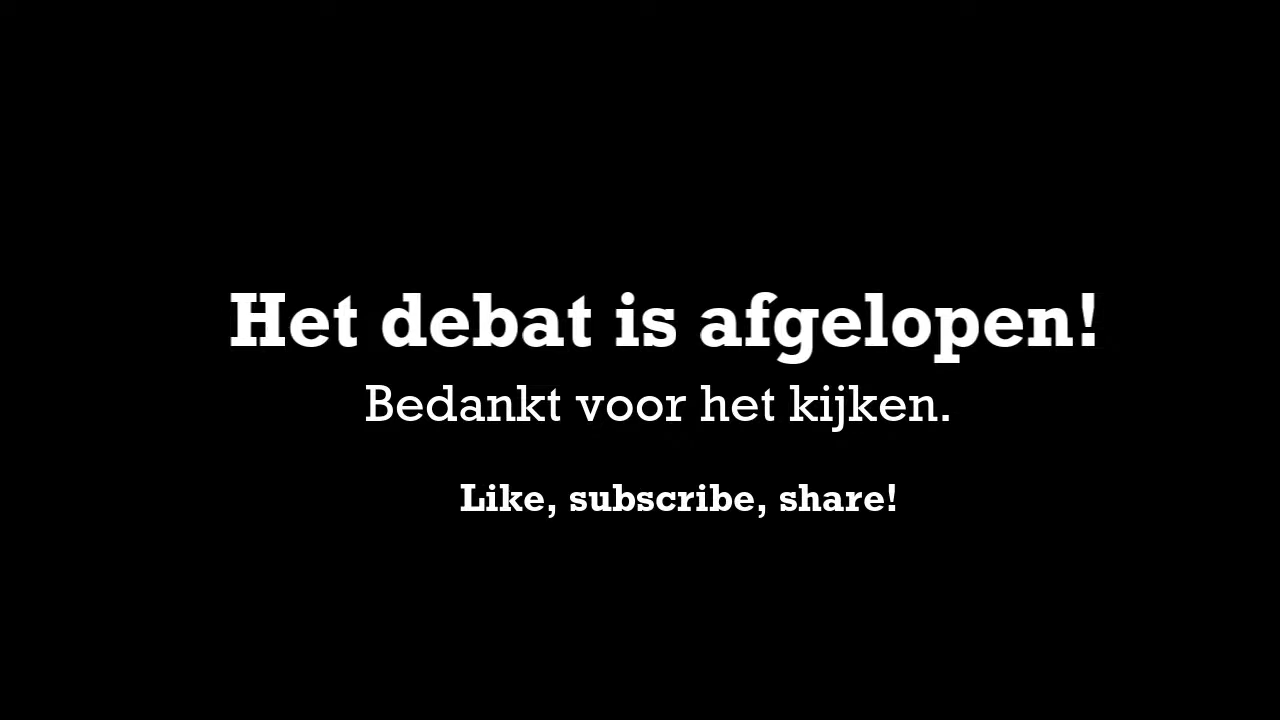 Het debat is afgelopen!
Bedankt voor het kijken.
Like, subscribe, share!